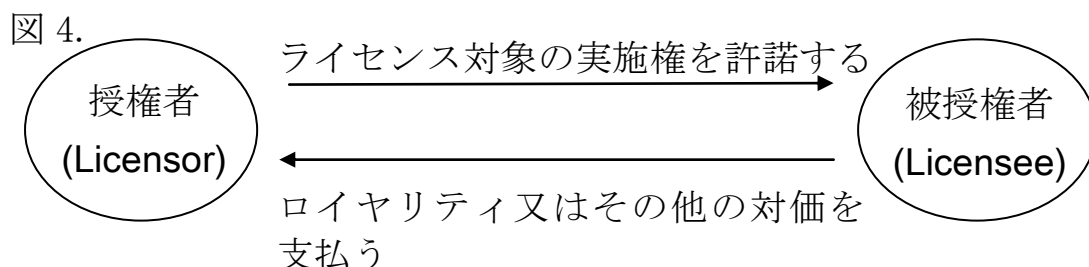 図 4.
ライセンス対象の実施権を許諾する
授権者
(Licensor)
被授権者
(Licensee)
ロイヤリティ又はその他の対価を
支払う